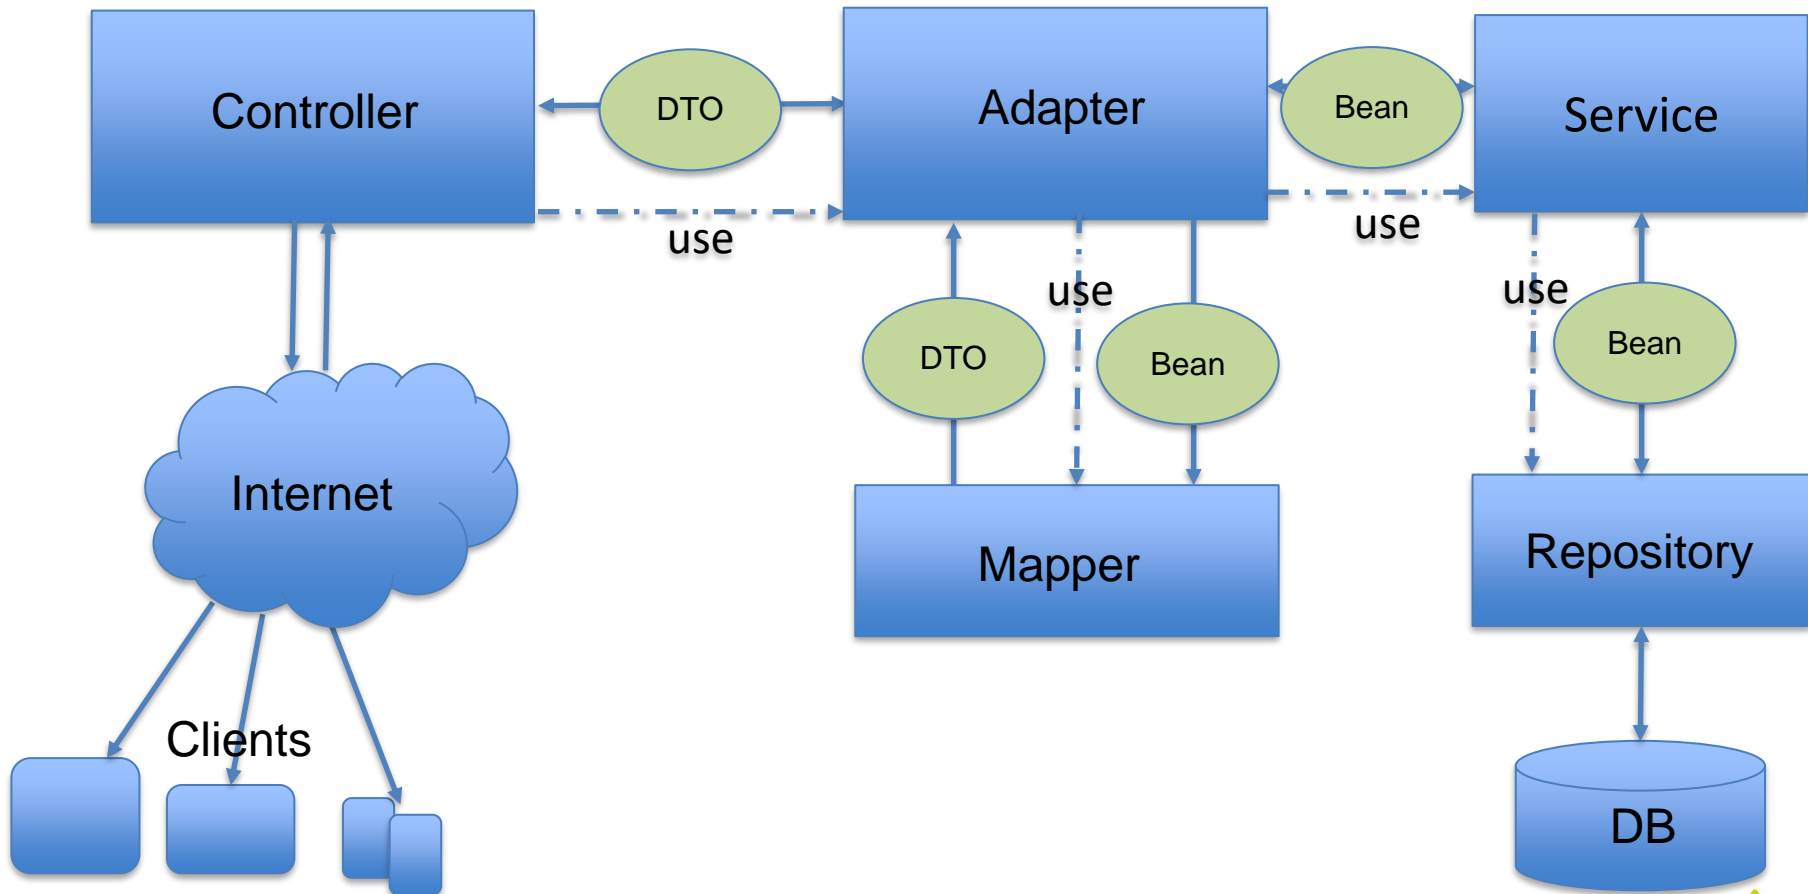 Controller
DTO
Adapter
Bean
Service
use
use
use
use
DTO
Bean
Bean
Internet
Mapper
Repository
Clients
DB